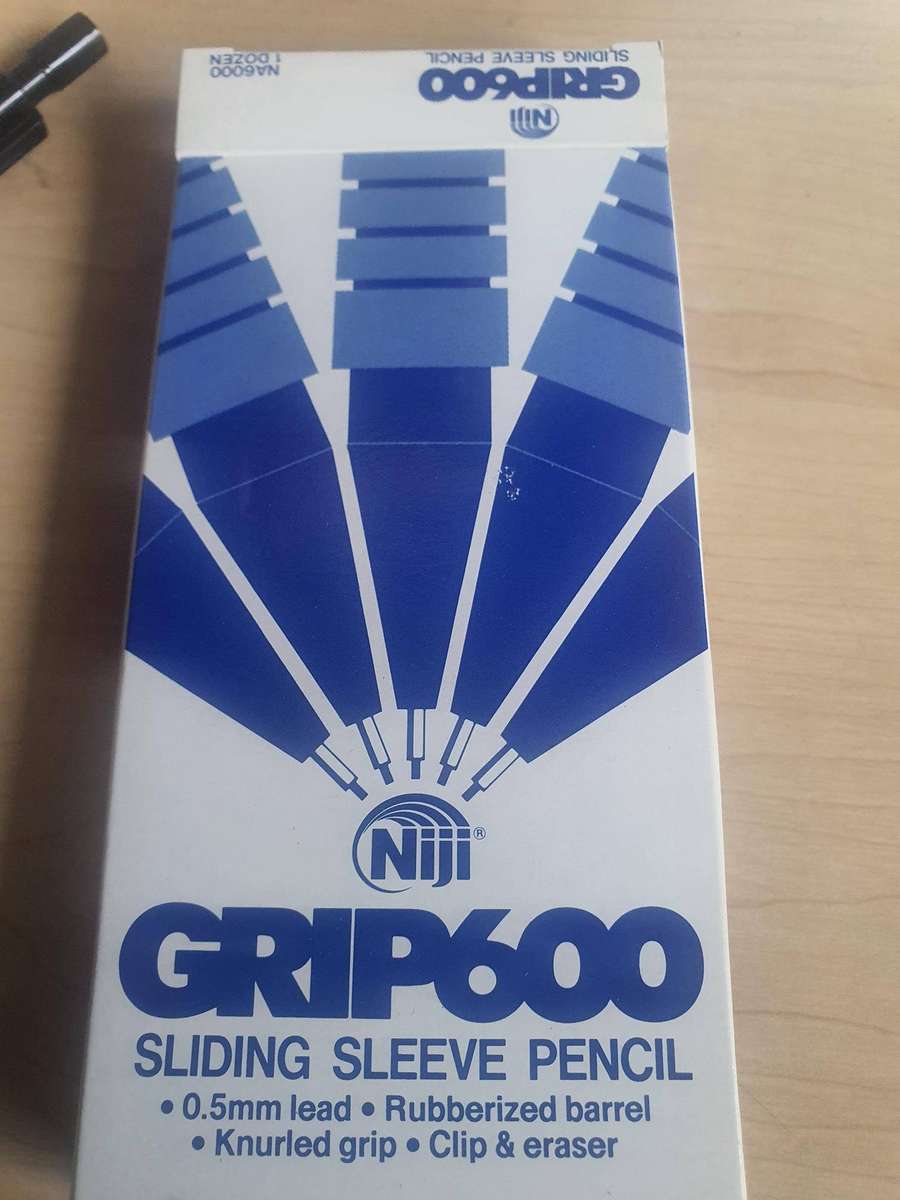 NA6000
1 DOZEN
SLIDING SLEEVE PENCIL
GRIP600
Niji
Niji®
GRIP600
SLIDING SLEEVE PENCIL
• 0.5mm lead • Rubberized barrel
• Knurled grip • Clip & eraser